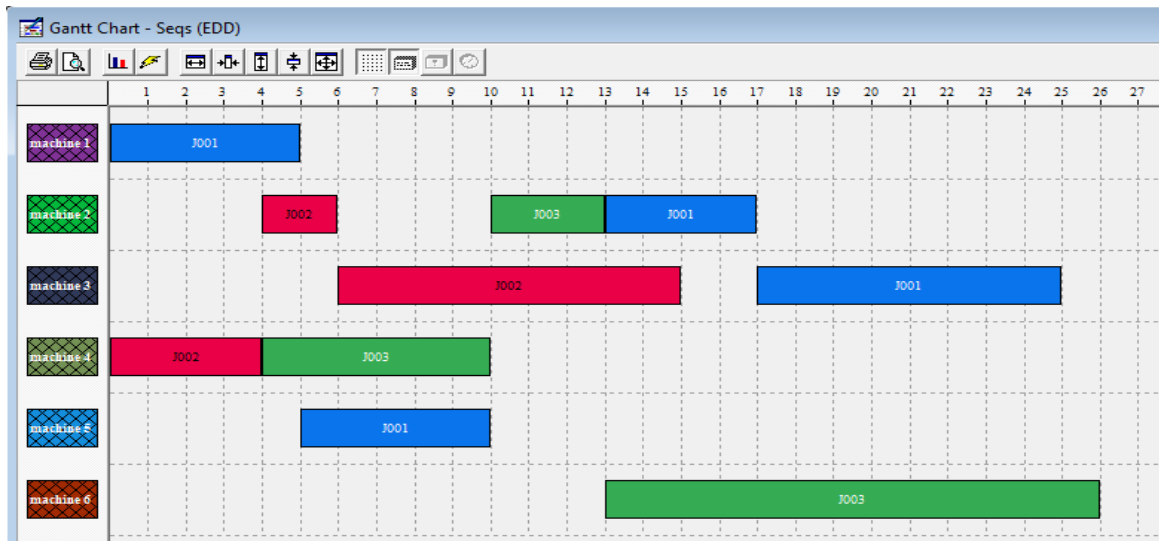 Gantt Chart - Seqs (EDD)
1 2 3 4 5 6 7 8 9 10 11 12 13 14 15 16 17 18 19 20 21 22 23 24 25 26 27
machine 1 J001
machine 2 J002 J003 J001
machine 3 J002 J001
machine 4 J002 J003
machine 5 J001
machine 6 J003